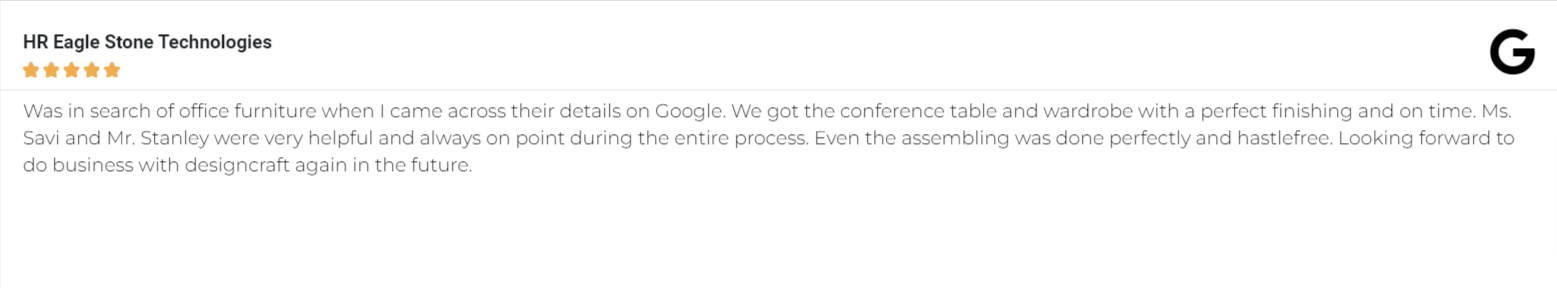 HR Eagle Stone Technologies
G
Was in search of office furniture when I came across their details on Google. We got the conference table and wardrobe with a perfect finishing and on time. Ms.
Savi and Mr. Stanley were very helpful and always on point during the entire process. Even the assembling was done perfectly and hastlefree. Looking forward to
do business with designcraft again in the future.